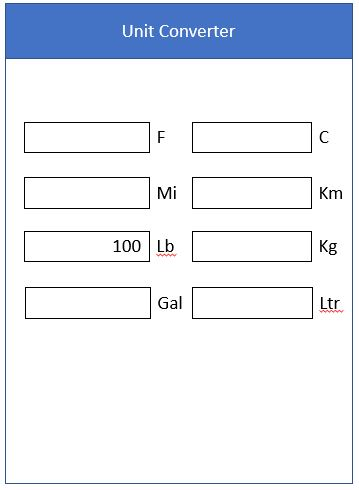 Unit Converter
F C
Mi Km
100 Lb Kg
Gal Ltr